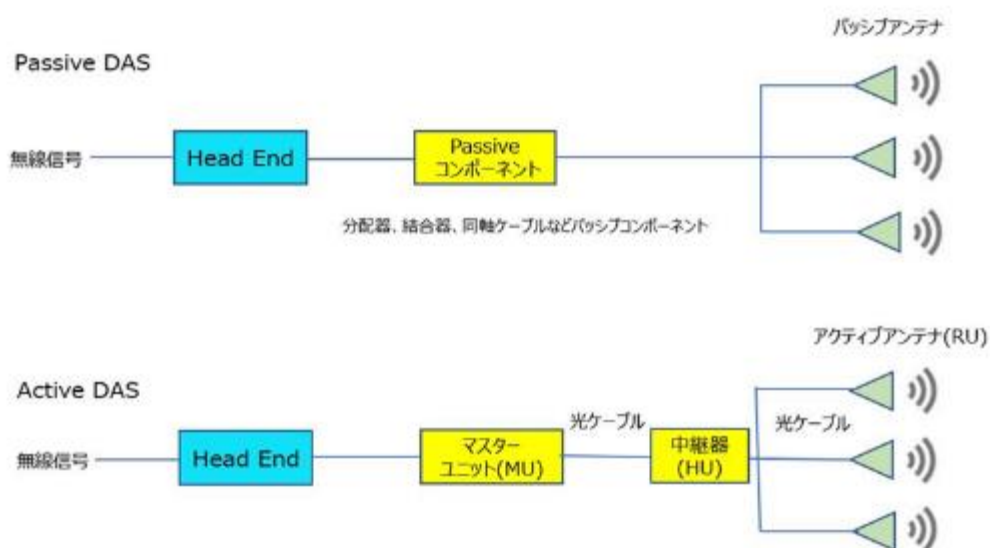 パッシブアンテナ
Passive DAS
無線信号
Head End
Passive
コンポーネント
分配器、結合器、同軸ケーブルなどパッシブコンポーネント
アクティブアンテナ(RU)
Active DAS
光ケーブル
光ケーブル
無線信号
Head End
マスター
ユニット(MU)
中継器
(HU)